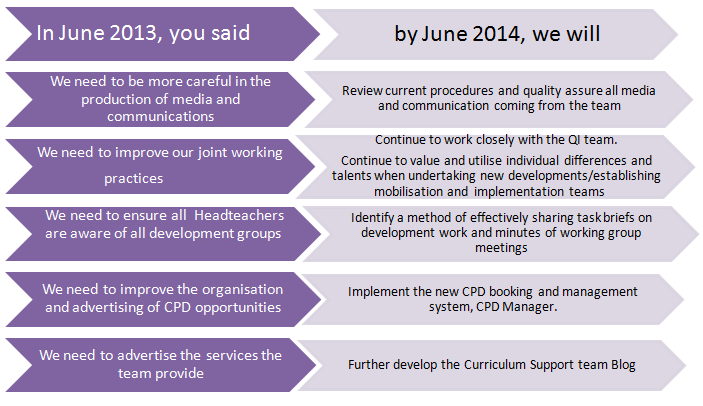 In June 2013, you said
by June 2014, we will
We need to be more careful in the
production of media and
communications
Review current procedures and quality assure all media
and communication coming from the team
We need to improve our joint working
practices
Continue to work closely with the QI team.
Continue to value and utilise individual differences and
talents when undertaking new developments/establishing
mobilisation and implementation teams
We need to ensure all Headteachers
are aware of all development groups
Identify a method of effectively sharing task briefs on
development work and minutes of working group
meetings
We need to improve the organisation
and advertising of CPD opportunities
Implement the new CPD booking and management
system, CPD Manager.
We need to advertise the services the
team provide
Further develop the Curriculum Support team Blog